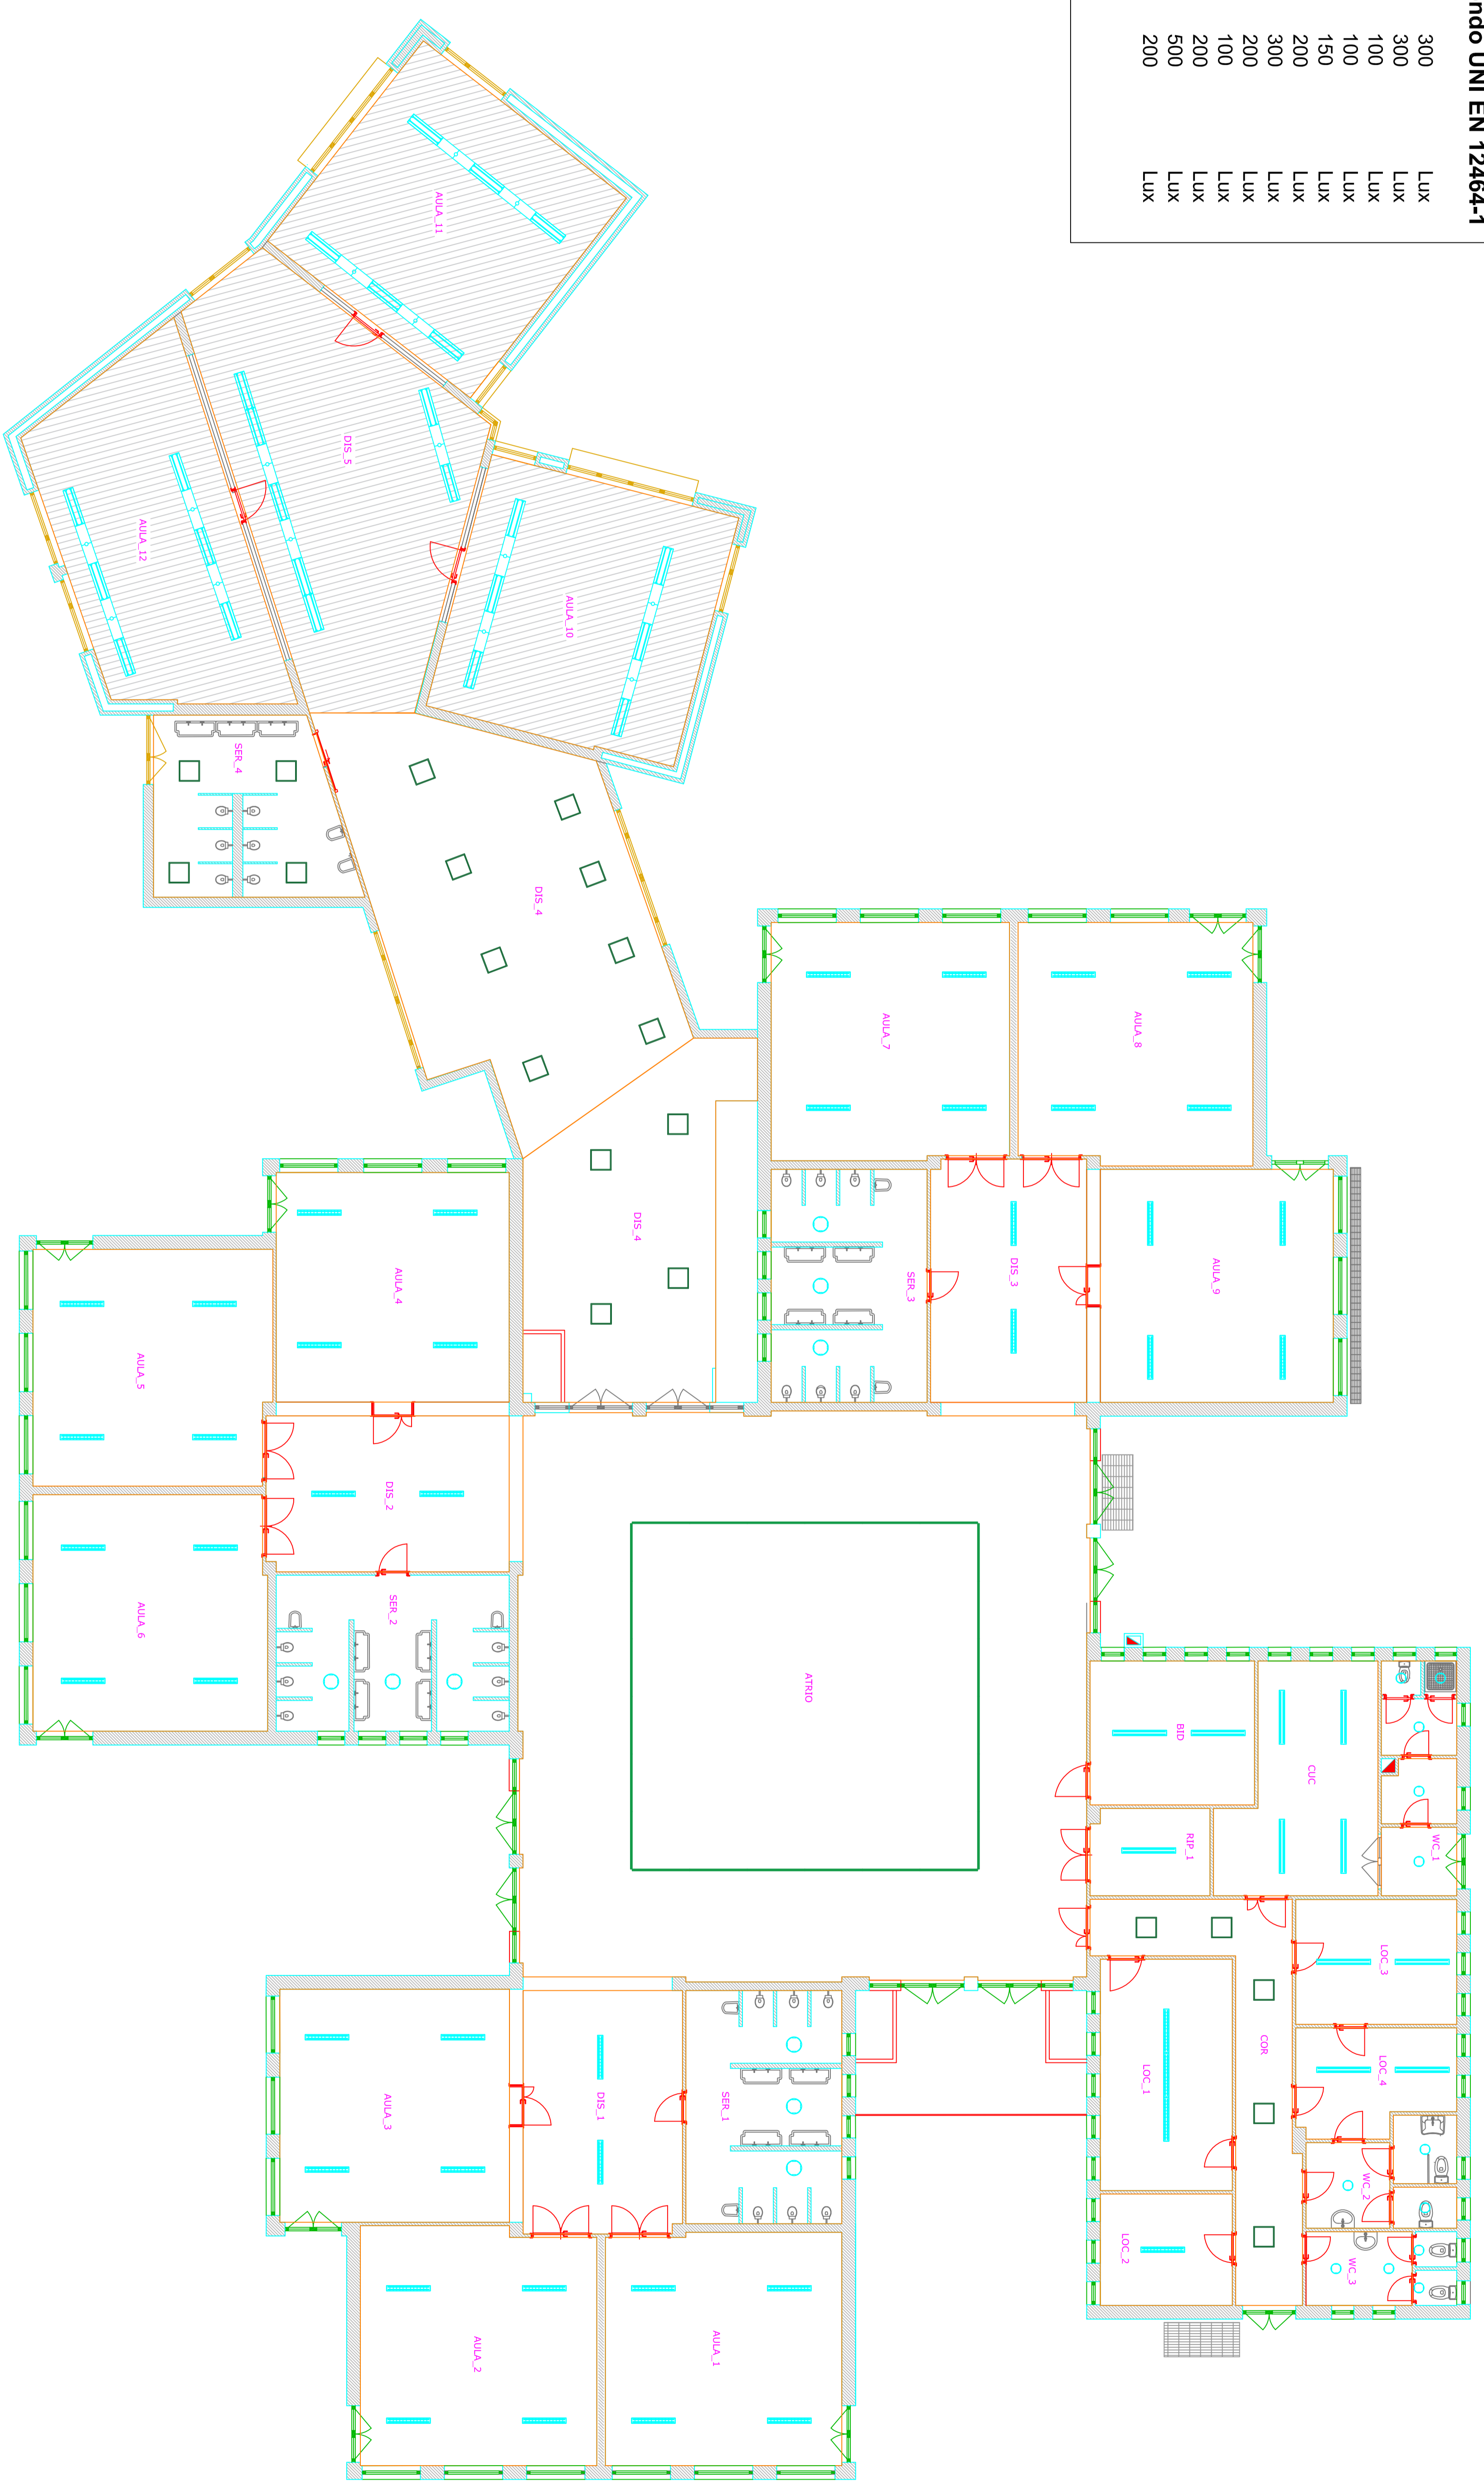 ndo UNI EN 12464-1
300 Lux
300 Lux
100 Lux
100 Lux
150 Lux
200 Lux
300 Lux
200 Lux
100 Lux
200 Lux
500 Lux
200 Lux
AULA_11
DIS_5
AULA_12
AULA_10
SER_4
DIS_4
AULA_7
AULA_8
DIS_4
SER_3
DIS_3
AULA_9
AULA_4
AULA_5
DIS_2
SER_2
AULA_6
ATRIO
BID
CUC
RIP_1
WC_1
LOC_3
COR
LOC_4
LOC_1
WC_2
LOC_2
WC_3
AULA_3
DIS_1
SER_1
AULA_2
AULA_1